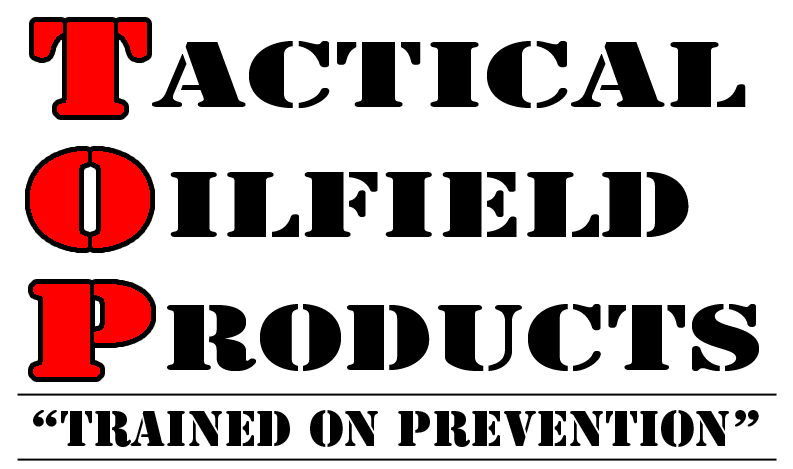 TACTICAL
OILFIELD
PRODUCTS
“TRAINED ON PREVENTION”